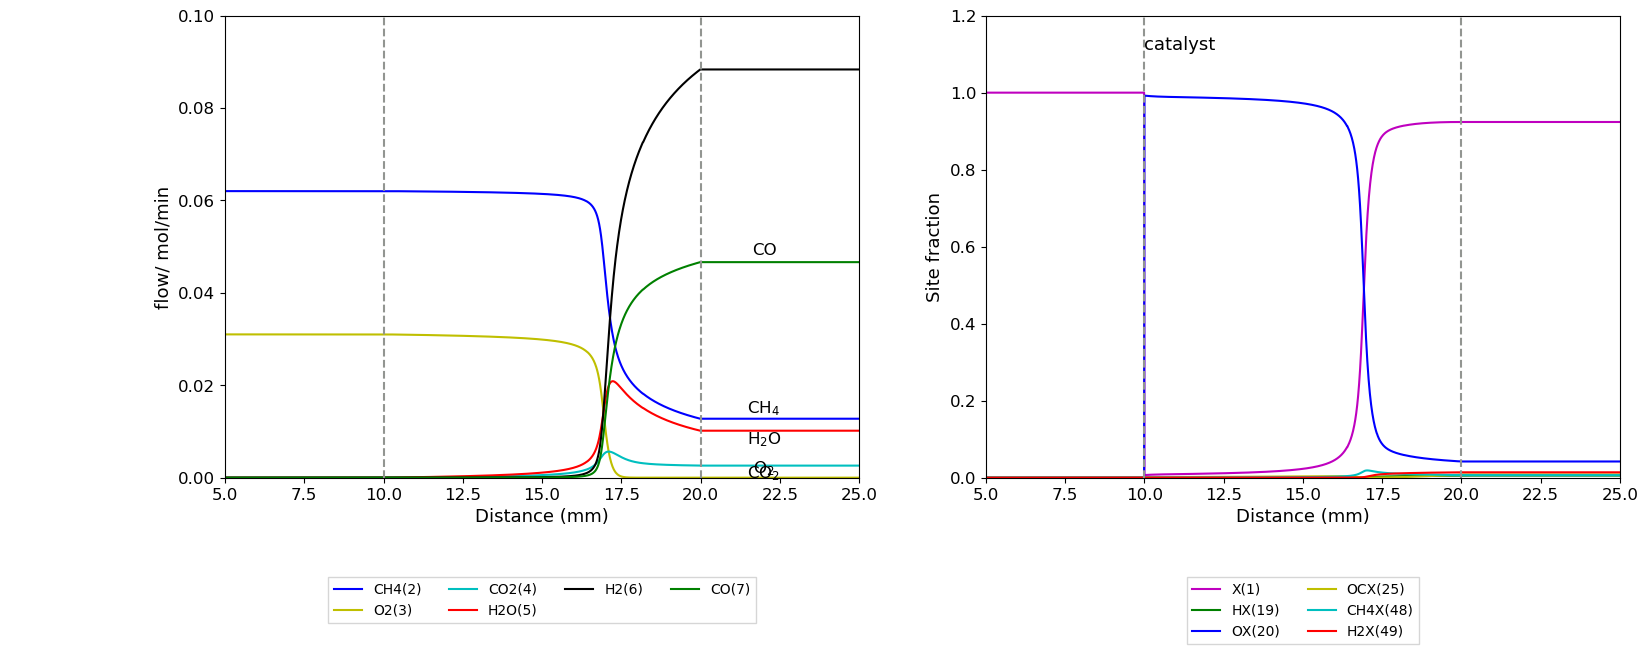 0.10
0.08
0.06
0.04
0.02
0.00
flow/ mol/min
CO
CH₄
H₂O
O₂
CO₂
5.0 7.5 10.0 12.5 15.0 17.5 20.0 22.5 25.0
Distance (mm)
CH4(2) CO2(4) H2(6) CO(7)
O2(3) H2O(5)
1.2
1.0
0.8
0.6
0.4
0.2
0.0
Site fraction
catalyst
5.0 7.5 10.0 12.5 15.0 17.5 20.0 22.5 25.0
Distance (mm)
X(1) OCX(25)
HX(19) CH4X(48)
OX(20) H2X(49)